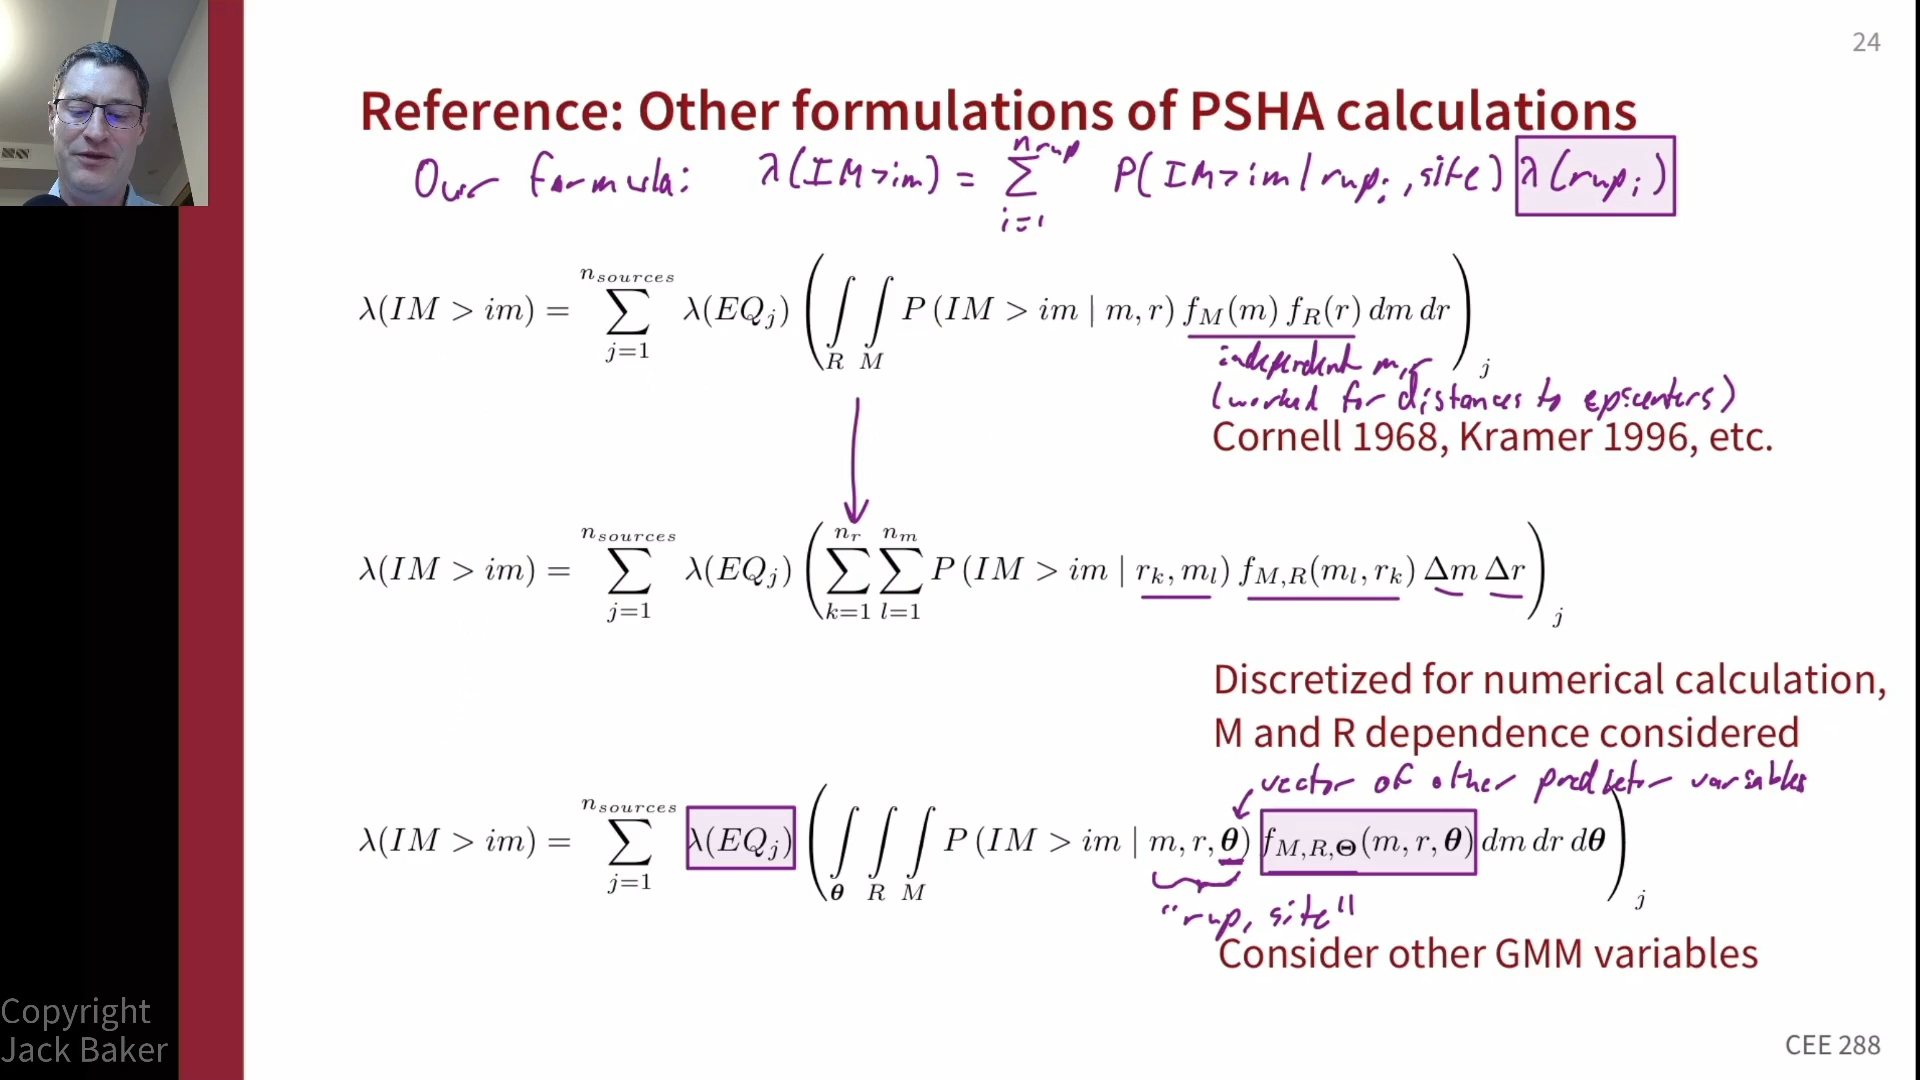 24
Reference: Other formulations of PSHA calculations
Our formula: λ(IM>im) = Σ_{i=1}^{nrup} P(IM>im | rup_i, site) λ(rup_i)
λ(IM > im) = Σ_{j=1}^{n_sources} λ(EQ_j) ( ∫_R ∫_M P(IM > im | m, r) f_M(m) f_R(r) dm dr )_j
independent m,r
(worked for distances to epicenters)
Cornell 1968, Kramer 1996, etc.
λ(IM > im) = Σ_{j=1}^{n_sources} λ(EQ_j) ( Σ_{k=1}^{n_r} Σ_{l=1}^{n_m} P(IM > im | r_k, m_l) f_{M,R}(m_l, r_k) Δm Δr )_j
Discretized for numerical calculation,
M and R dependence considered
vector of other predictor variables
λ(IM > im) = Σ_{j=1}^{n_sources} λ(EQ_j) ( ∫_θ ∫_R ∫_M P(IM > im | m, r, θ) f_{M,R,Θ}(m, r, θ) dm dr dθ )_j
"rup, site"
Consider other GMM variables
Copyright
Jack Baker
CEE 288